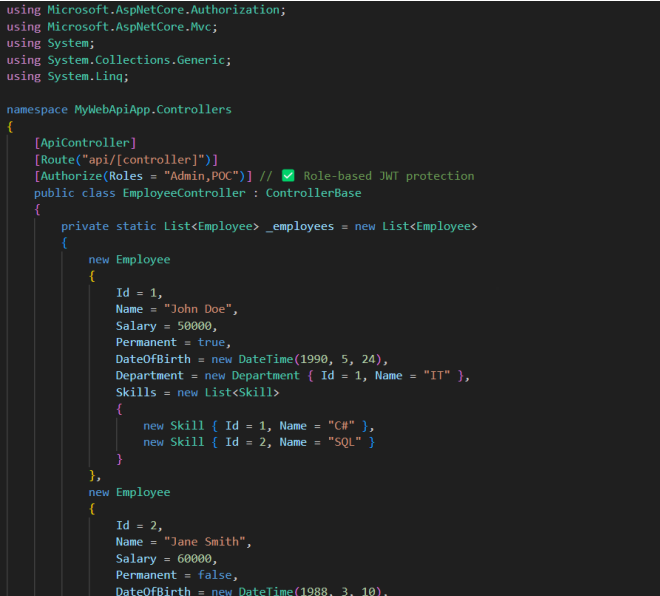 using Microsoft.AspNetCore.Authorization;
using Microsoft.AspNetCore.Mvc;
using System;
using System.Collections.Generic;
using System.Linq;

namespace MyWebApiApp.Controllers
{
    [ApiController]
    [Route("api/[controller]")]
    [Authorize(Roles = "Admin,POC")] // ✅ Role-based JWT protection
    public class EmployeeController : ControllerBase
    {
        private static List<Employee> _employees = new List<Employee>
        {
            new Employee
            {
                Id = 1,
                Name = "John Doe",
                Salary = 50000,
                Permanent = true,
                DateOfBirth = new DateTime(1990, 5, 24),
                Department = new Department { Id = 1, Name = "IT" },
                Skills = new List<Skill>
                {
                    new Skill { Id = 1, Name = "C#" },
                    new Skill { Id = 2, Name = "SQL" }
                }
            },
            new Employee
            {
                Id = 2,
                Name = "Jane Smith",
                Salary = 60000,
                Permanent = false,
                DateOfBirth = new DateTime(1988, 3, 10),